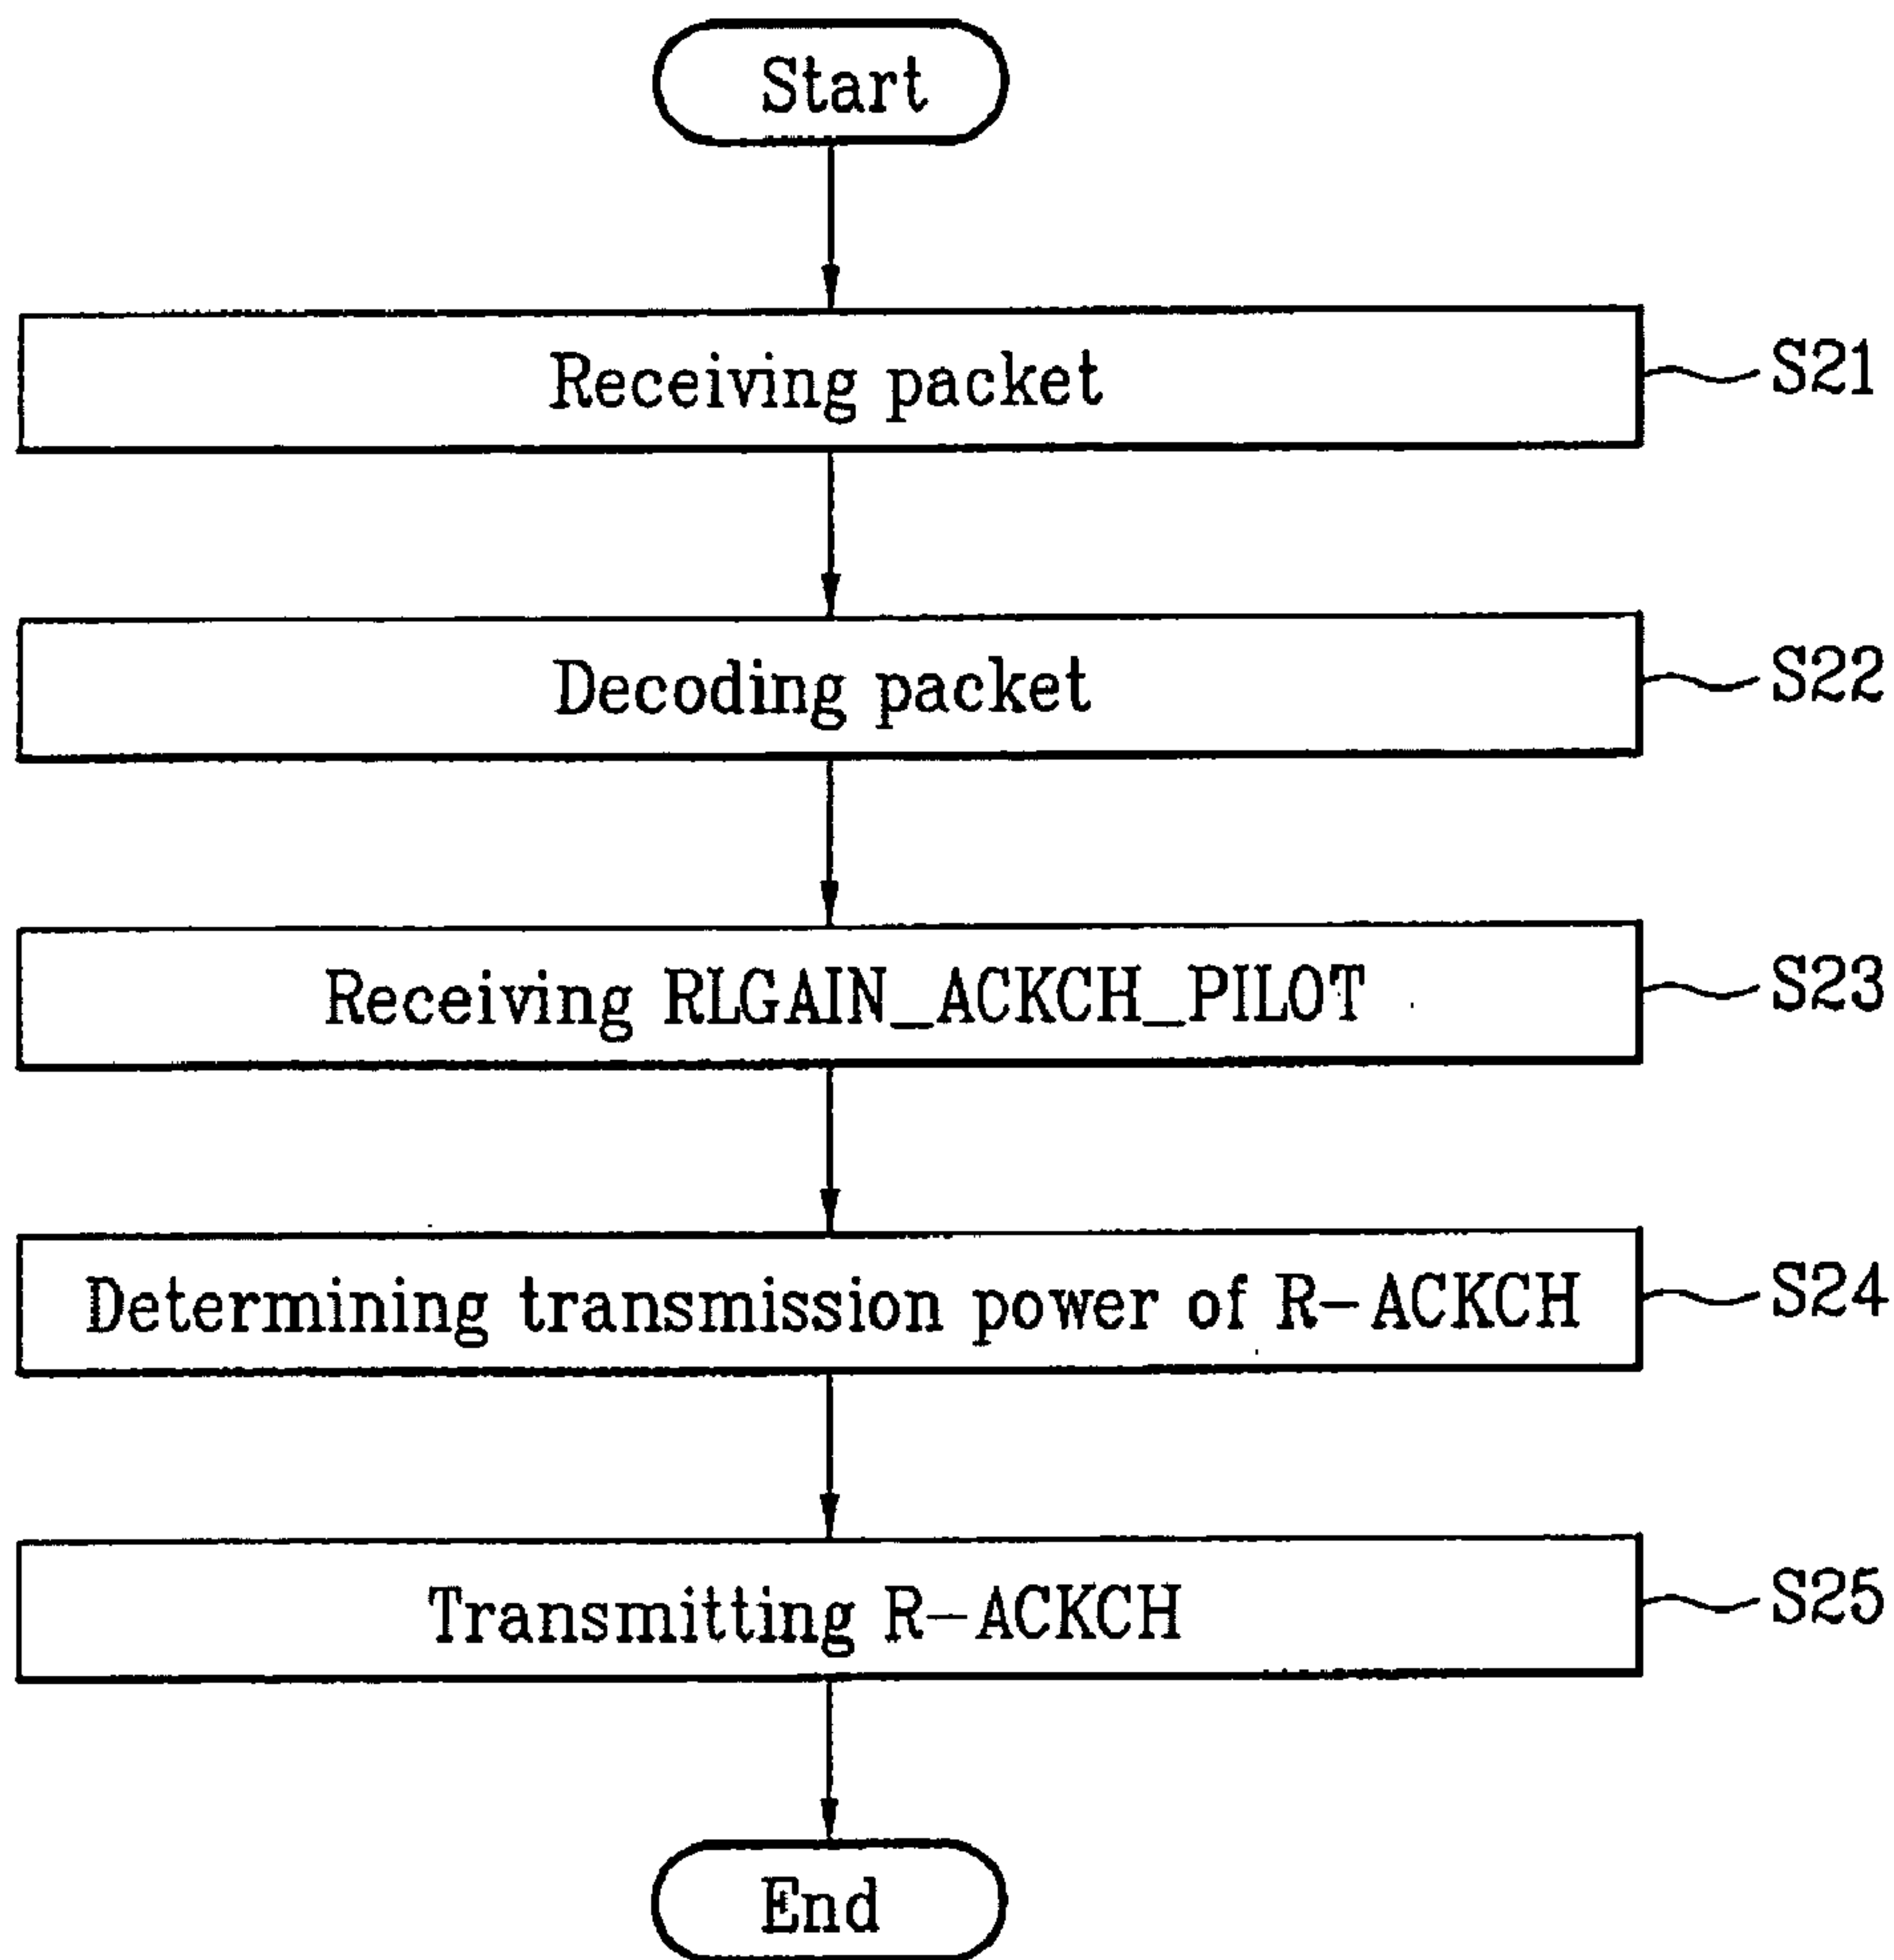 Start
Receiving packet S21
Decoding packet S22
Receiving RLGAIN_ACKCH_PILOT S23
Determining transmission power of R-ACKCH S24
Transmitting R-ACKCH S25
End